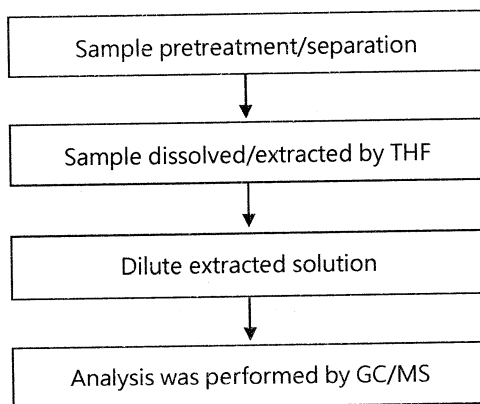 Sample pretreatment/separation
Sample dissolved/extracted by THF
Dilute extracted solution
Analysis was performed by GC/MS